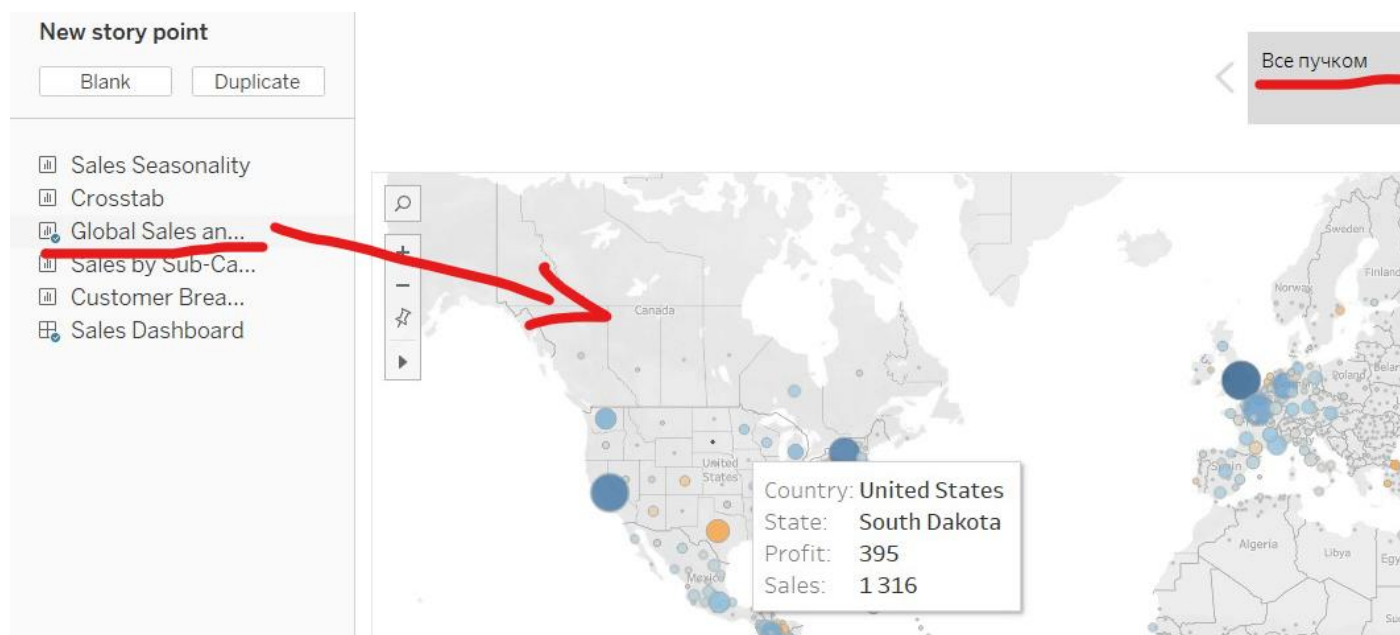 New story point
Blank
Duplicate
Все пучком
Sales Seasonality
Crosstab
Global Sales an...
Sales by Sub-Ca...
Customer Brea...
Sales Dashboard
Sweden
Finland
Norway
Canada
Poland
Belar
United
States
Spain
Country: United States
State: South Dakota
Profit: 395
Sales: 1 316
Algeria
Libya
Egy
Mexico